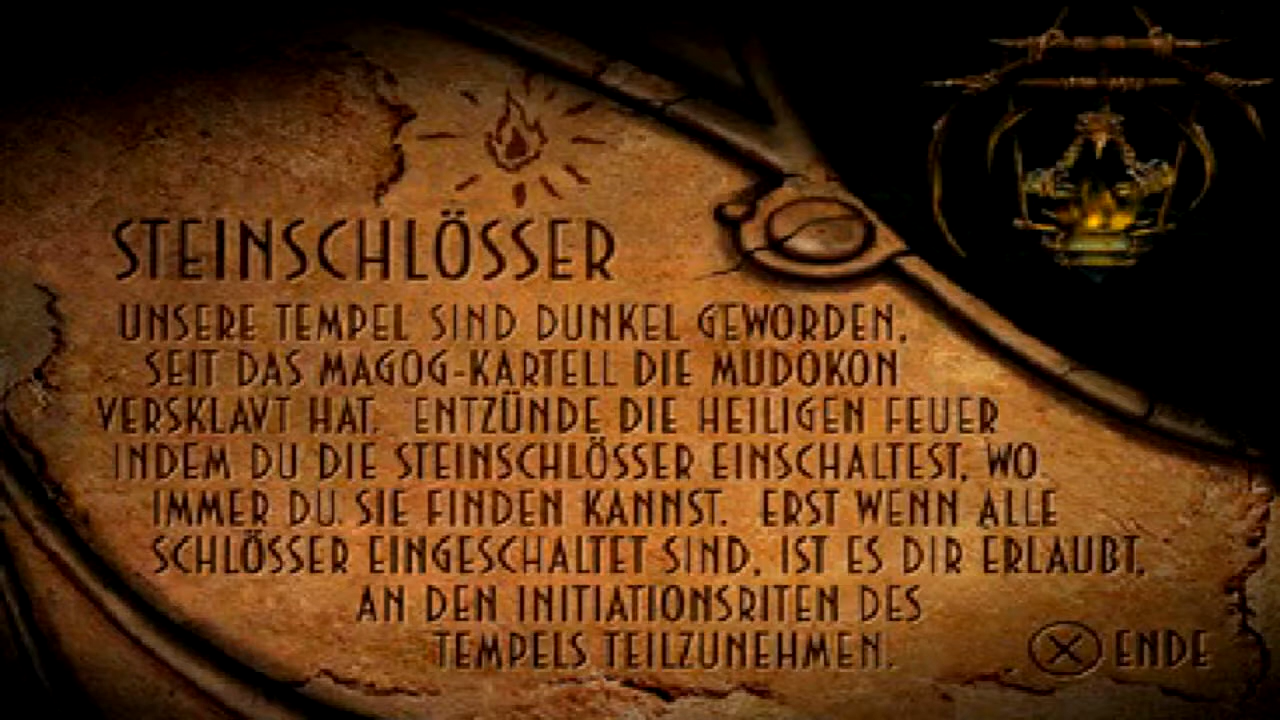 STEINSCHLÖSSER
UNSERE TEMPEL SIND DUNKEL GEWORDEN,
SEIT DAS MAGOG-KARTELL DIE MUDOKON
VERSKLAVT HAT. ENTZÜNDE DIE HEILIGEN FEUER
INDEM DU DIE STEINSCHLÖSSER EINSCHALTEST, WO
IMMER DU SIE FINDEN KANNST. ERST WENN ALLE
SCHLÖSSER EINGESCHALTET SIND, IST ES DIR ERLAUBT,
AN DEN INITIATIONSRITEN DES
TEMPELS TEILZUNEHMEN.
ENDE